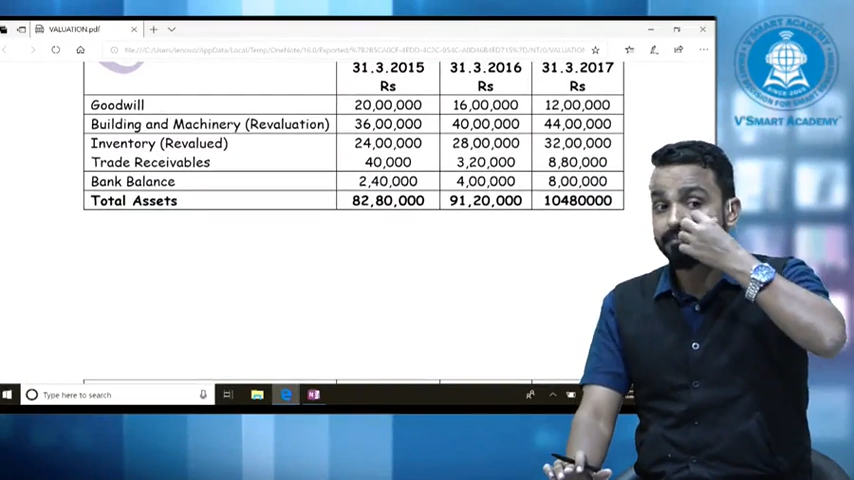 VALUATION.pdf
V'SMART ACADEMY
31.3.2015 31.3.2016 31.3.2017
Rs Rs Rs
Goodwill 20,00,000 16,00,000 12,00,000
Building and Machinery (Revaluation) 36,00,000 40,00,000 44,00,000
Inventory (Revalued) 24,00,000 28,00,000 32,00,000
Trade Receivables 40,000 3,20,000 8,80,000
Bank Balance 2,40,000 4,00,000 8,00,000
Total Assets 82,80,000 91,20,000 10480000
SINCE-2008
V'SMART ACADEMY
Type here to search